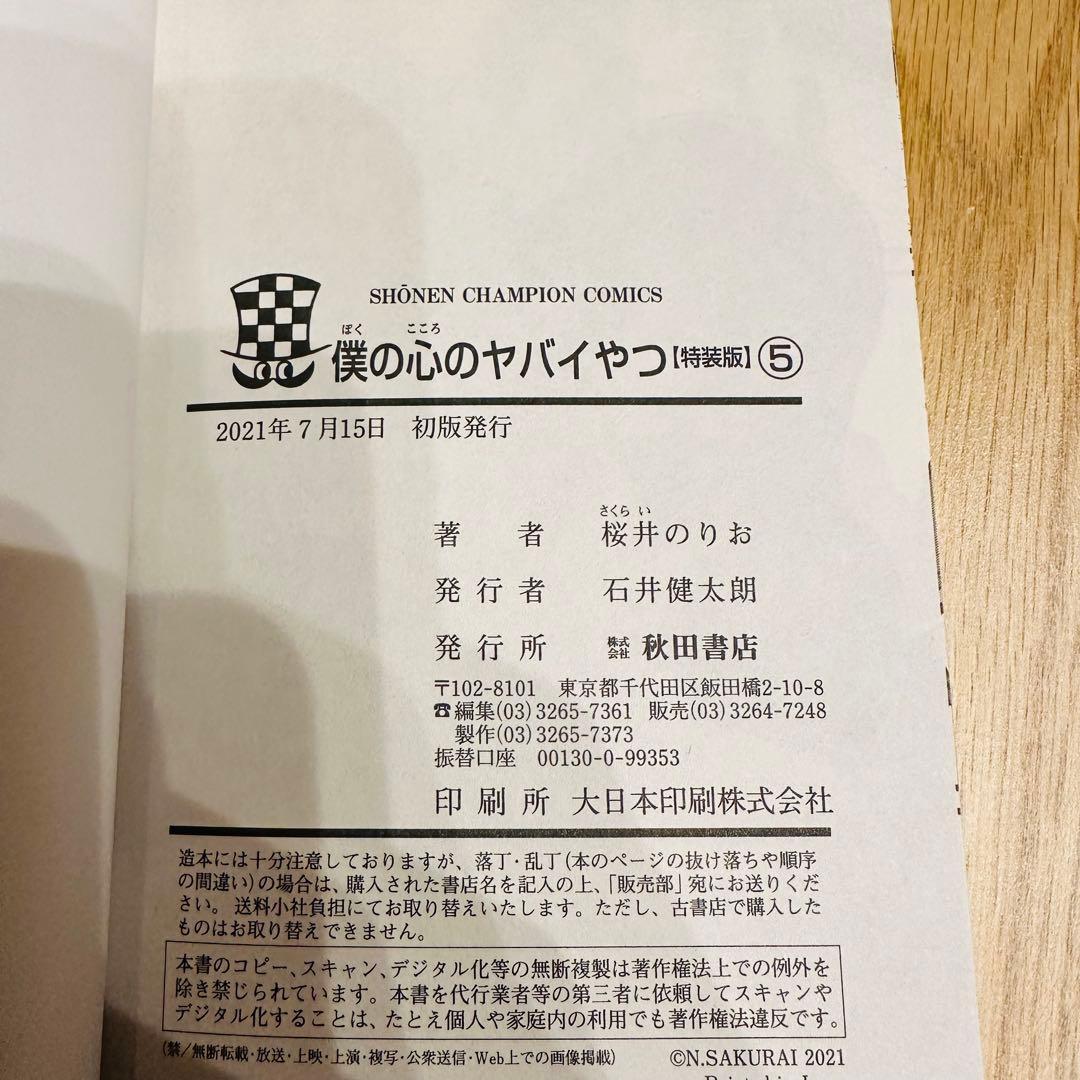 SHŌNEN CHAMPION COMICS
ぼく こころ
僕の心のヤバイやつ【特装版】⑤
2021年7月15日 初版発行
さくら い
著者 桜井のりお
発行者 石井健太朗
発行所 株式会社 秋田書店
〒102-8101 東京都千代田区飯田橋2-10-8
☎編集(03)3265-7361 販売(03)3264-7248
製作(03)3265-7373
振替口座 00130-0-99353
印刷所 大日本印刷株式会社
造本には十分注意しておりますが、落丁・乱丁(本のページの抜け落ちや順序
の間違い)の場合は、購入された書店名を記入の上、「販売部」宛にお送りくだ
さい。送料小社負担にてお取り替えいたします。ただし、古書店で購入した
ものはお取り替えできません。
本書のコピー、スキャン、デジタル化等の無断複製は著作権法上での例外を
除き禁じられています。本書を代行業者等の第三者に依頼してスキャンや
デジタル化することは、たとえ個人や家庭内の利用でも著作権法違反です。
(禁/無断転載・放送・上映・上演・複写・公衆送信・Web上での画像掲載)
©N.SAKURAI 2021